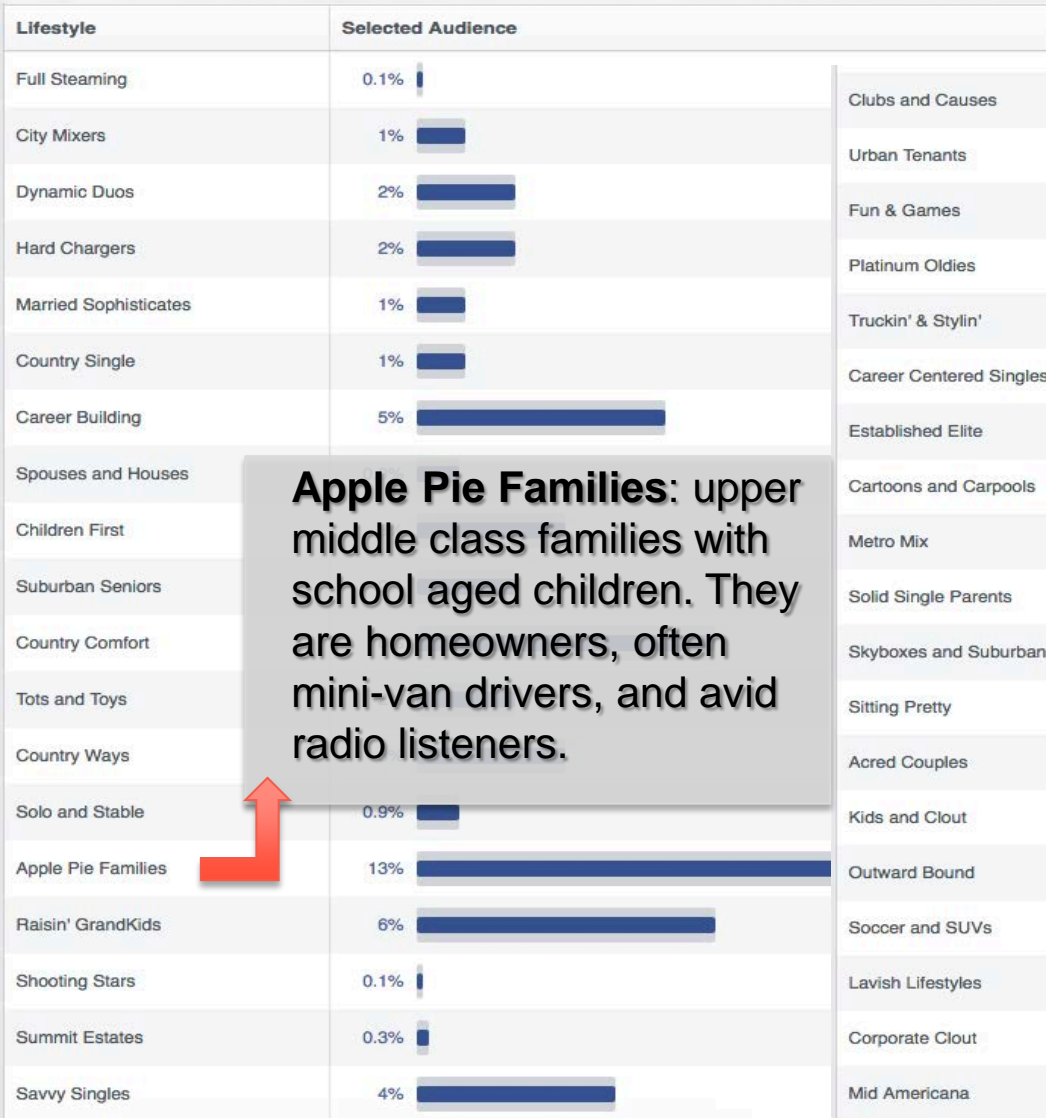 Lifestyle Selected Audience
Full Steaming 0.1%
City Mixers 1%
Dynamic Duos 2%
Hard Chargers 2%
Married Sophisticates 1%
Country Single 1%
Career Building 5%
Spouses and Houses
Children First
Suburban Seniors
Country Comfort
Tots and Toys
Country Ways
Solo and Stable 0.9%
Apple Pie Families 13%
Raisin' GrandKids 6%
Shooting Stars 0.1%
Summit Estates 0.3%
Savvy Singles 4%
Apple Pie Families: upper
middle class families with
school aged children. They
are homeowners, often
mini-van drivers, and avid
radio listeners.
Clubs and Causes
Urban Tenants
Fun & Games
Platinum Oldies
Truckin' & Stylin'
Career Centered Singles
Established Elite
Cartoons and Carpools
Metro Mix
Solid Single Parents
Skyboxes and Suburban
Sitting Pretty
Acred Couples
Kids and Clout
Outward Bound
Soccer and SUVs
Lavish Lifestyles
Corporate Clout
Mid Americana